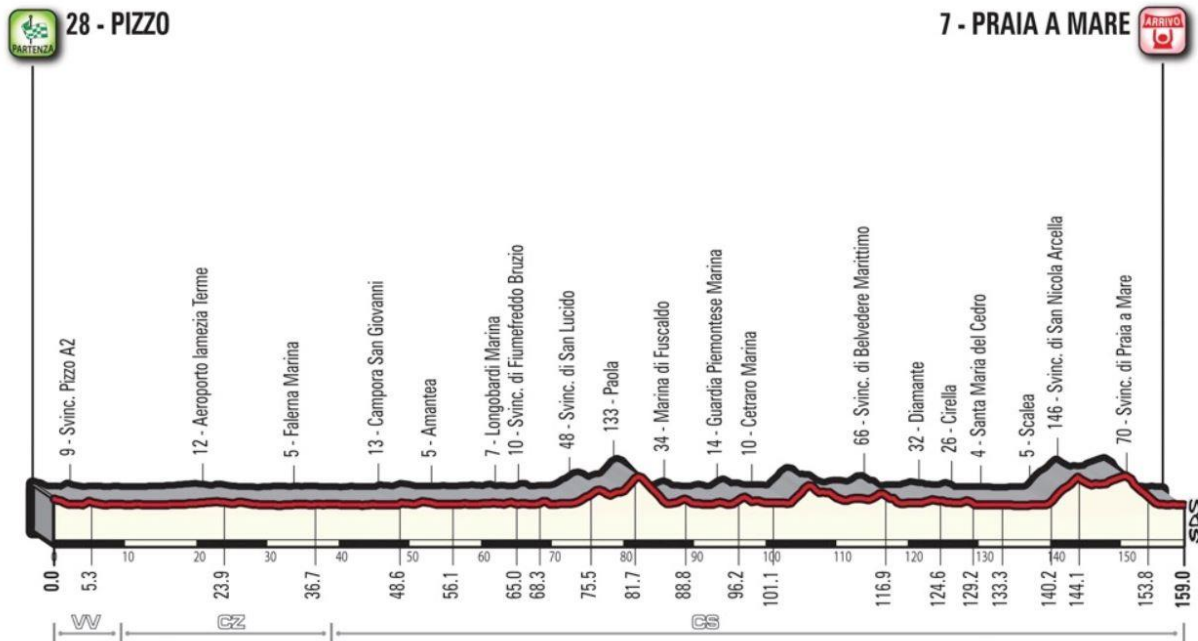 28 - PIZZO
PARTENZA
7 - PRAIA A MARE
ARRIVO
9 - Svinc. Pizzo A2
12 - Aeroporto lamezia Terme
5 - Falerna Marina
13 - Campora San Giovanni
5 - Amantea
7 - Longobardi Marina
10 - Svinc. di Fiumefreddo Bruzio
48 - Svinc. di San Lucido
133 - Paola
34 - Marina di Fuscaldo
14 - Guardia Piemontese Marina
10 - Cetraro Marina
66 - Svinc. di Belvedere Marittimo
32 - Diamante
26 - Cirella
4 - Santa Maria del Cedro
5 - Scalea
146 - Svinc. di San Nicola Arcella
70 - Svinc. di Praia a Mare
SDS
0 10 20 30 40 50 60 70 80 90 100 110 120 130 140 150
0.0 5.3 23.9 36.7 48.6 56.1 65.0 68.3 75.5 81.7 88.8 96.2 101.1 116.9 124.6 129.2 133.3 140.2 144.1 153.8 159.0
VV CZ CS